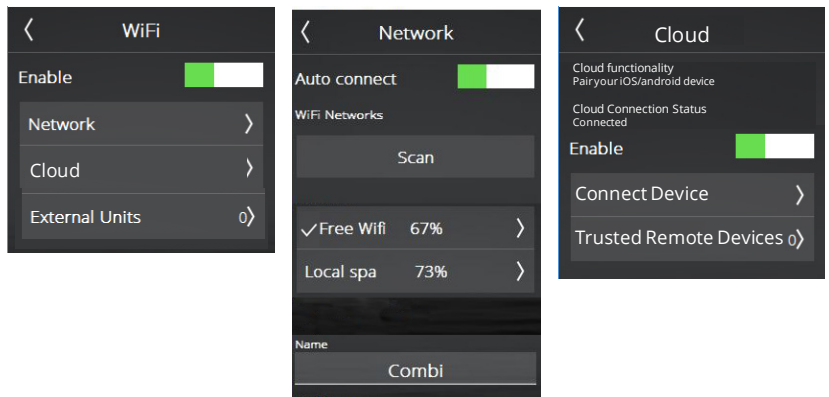 WiFi
Enable
Network
Cloud
External Units 0
Network
Auto connect
WiFi Networks
Scan
Free Wifi 67%
Local spa 73%
Name
Combi
Cloud
Cloud functionality
Pair your iOS/android device
Cloud Connection Status
Connected
Enable
Connect Device
Trusted Remote Devices 0